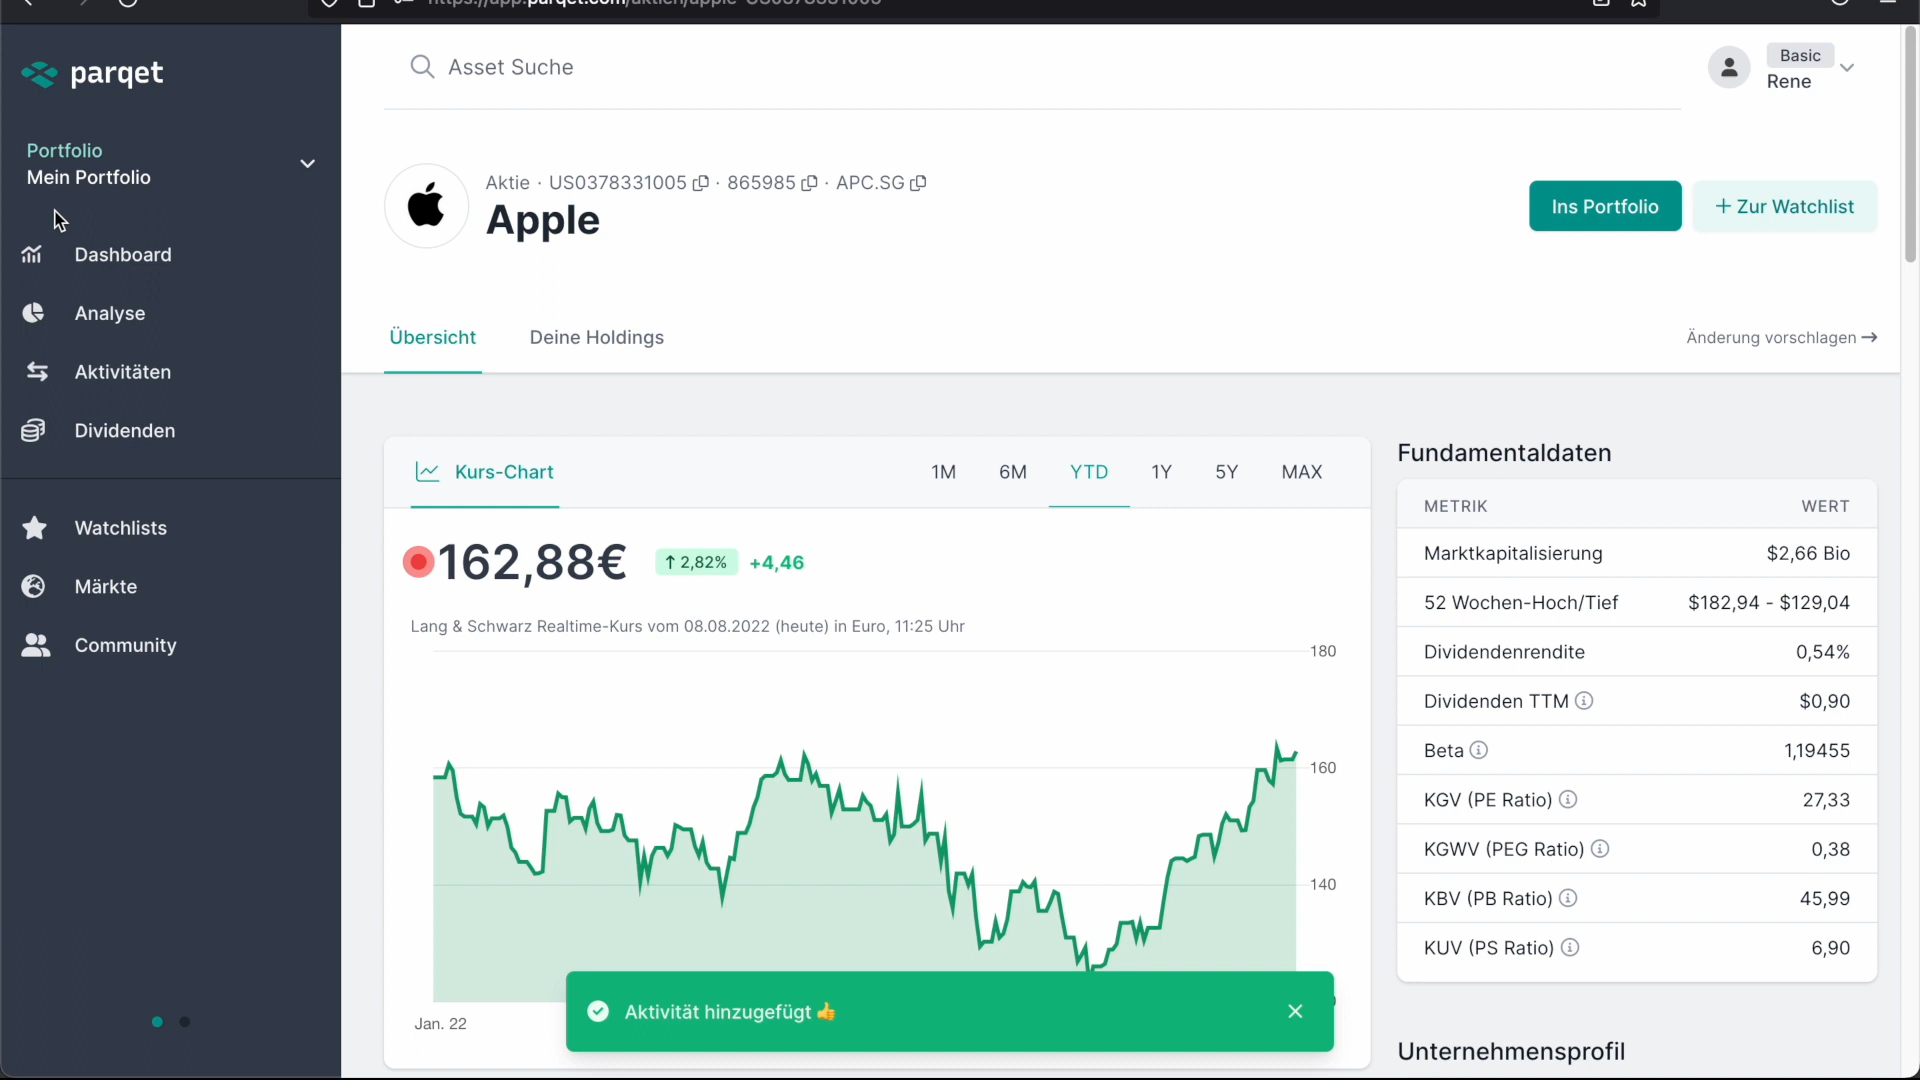 parqet
Portfolio
Mein Portfolio
Dashboard
Analyse
Aktivitäten
Dividenden
Watchlists
Märkte
Community
Asset Suche
Basic
Rene
Aktie · US0378331005 · 865985 · APC.SG
Apple
Ins Portfolio
+ Zur Watchlist
Übersicht
Deine Holdings
Änderung vorschlagen →
Kurs-Chart
1M 6M YTD 1Y 5Y MAX
162,88€ ↑ 2,82% +4,46
Lang & Schwarz Realtime-Kurs vom 08.08.2022 (heute) in Euro, 11:25 Uhr
180
160
140
Jan. 22
Aktivität hinzugefügt 👍
Fundamentaldaten
METRIK WERT
Marktkapitalisierung $2,66 Bio
52 Wochen-Hoch/Tief $182,94 - $129,04
Dividendenrendite 0,54%
Dividenden TTM $0,90
Beta 1,19455
KGV (PE Ratio) 27,33
KGWV (PEG Ratio) 0,38
KBV (PB Ratio) 45,99
KUV (PS Ratio) 6,90
Unternehmensprofil